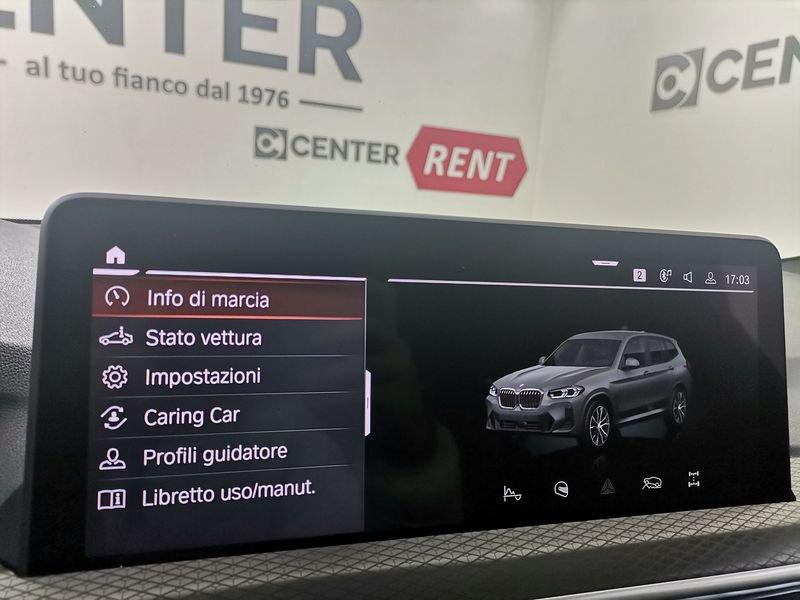 CENTER
al tuo fianco dal 1976
CENTER RENT
CEN
2
17:03
Info di marcia
Stato vettura
Impostazioni
Caring Car
Profili guidatore
Libretto uso/manut.